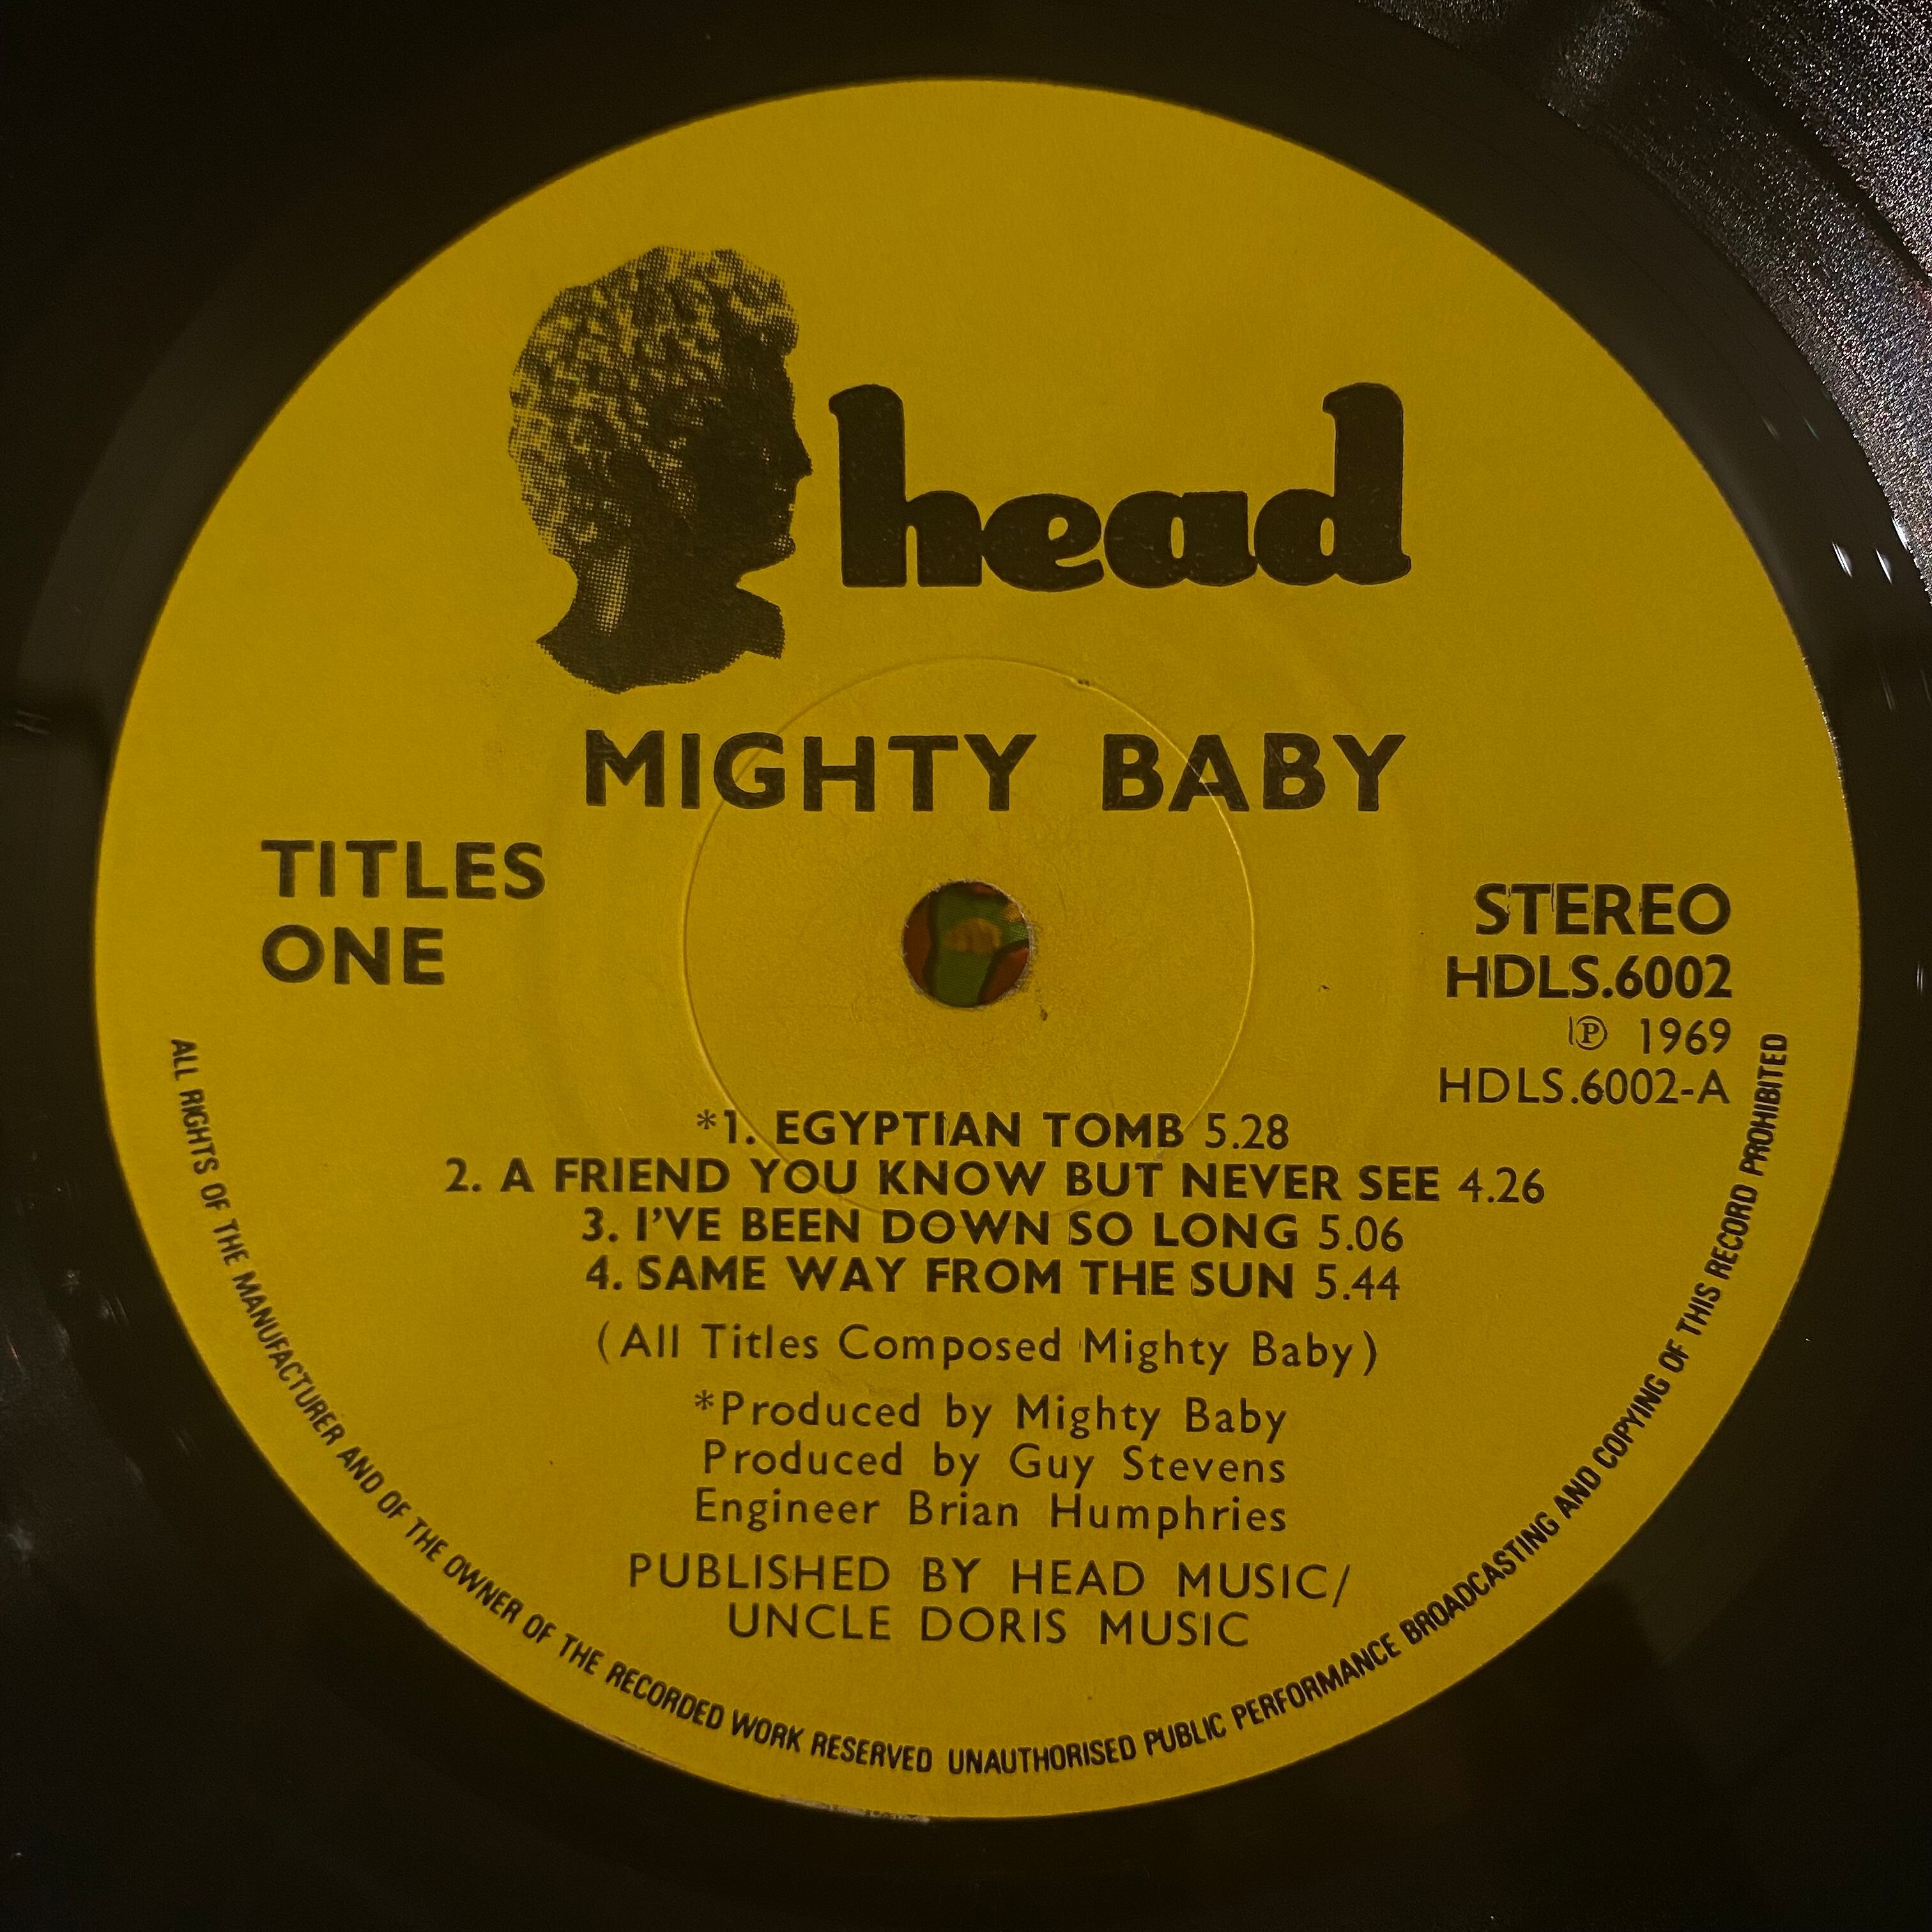 head
MIGHTY BABY
TITLES
ONE
STEREO
HDLS.6002
Ⓟ 1969
HDLS.6002-A
*1. EGYPTIAN TOMB 5.28
2. A FRIEND YOU KNOW BUT NEVER SEE 4.26
3. I'VE BEEN DOWN SO LONG 5.06
4. SAME WAY FROM THE SUN 5.44
(All Titles Composed Mighty Baby)
*Produced by Mighty Baby
Produced by Guy Stevens
Engineer Brian Humphries
PUBLISHED BY HEAD MUSIC/
UNCLE DORIS MUSIC
ALL RIGHTS OF THE MANUFACTURER AND OF THE OWNER OF THE RECORDED WORK RESERVED UNAUTHORISED PUBLIC PERFORMANCE BROADCASTING AND COPYING OF THIS RECORD PROHIBITED